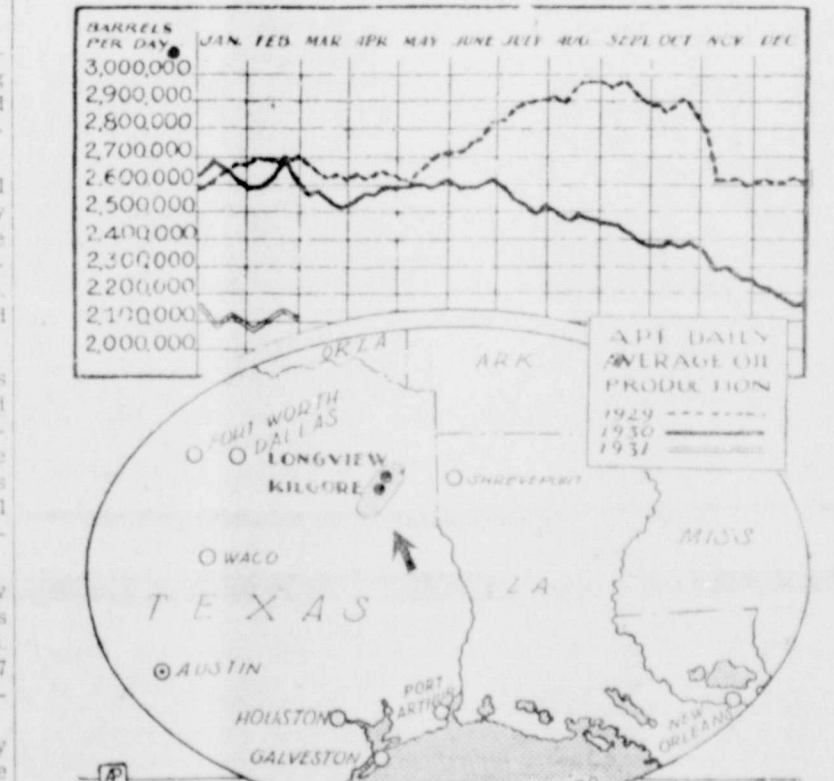 BARRELS
PER DAY JAN FEB MAR APR MAY JUNE JULY AUG SEPT OCT NOV DEC
3,000,000
2,900,000
2,800,000
2,700,000
2,600,000
2,500,000
2,400,000
2,300,000
2,200,000
2,100,000
2,000,000
A.P.I. DAILY
AVERAGE OIL
PRODUCTION
1929
1930
1931
OKLA
ARK
FORT WORTH
DALLAS
LONGVIEW
KILGORE
SHREVEPORT
MISS
WACO
LA
TEXAS
AUSTIN
PORT
ARTHUR
HOUSTON
NEW
ORLEANS
GALVESTON
AP